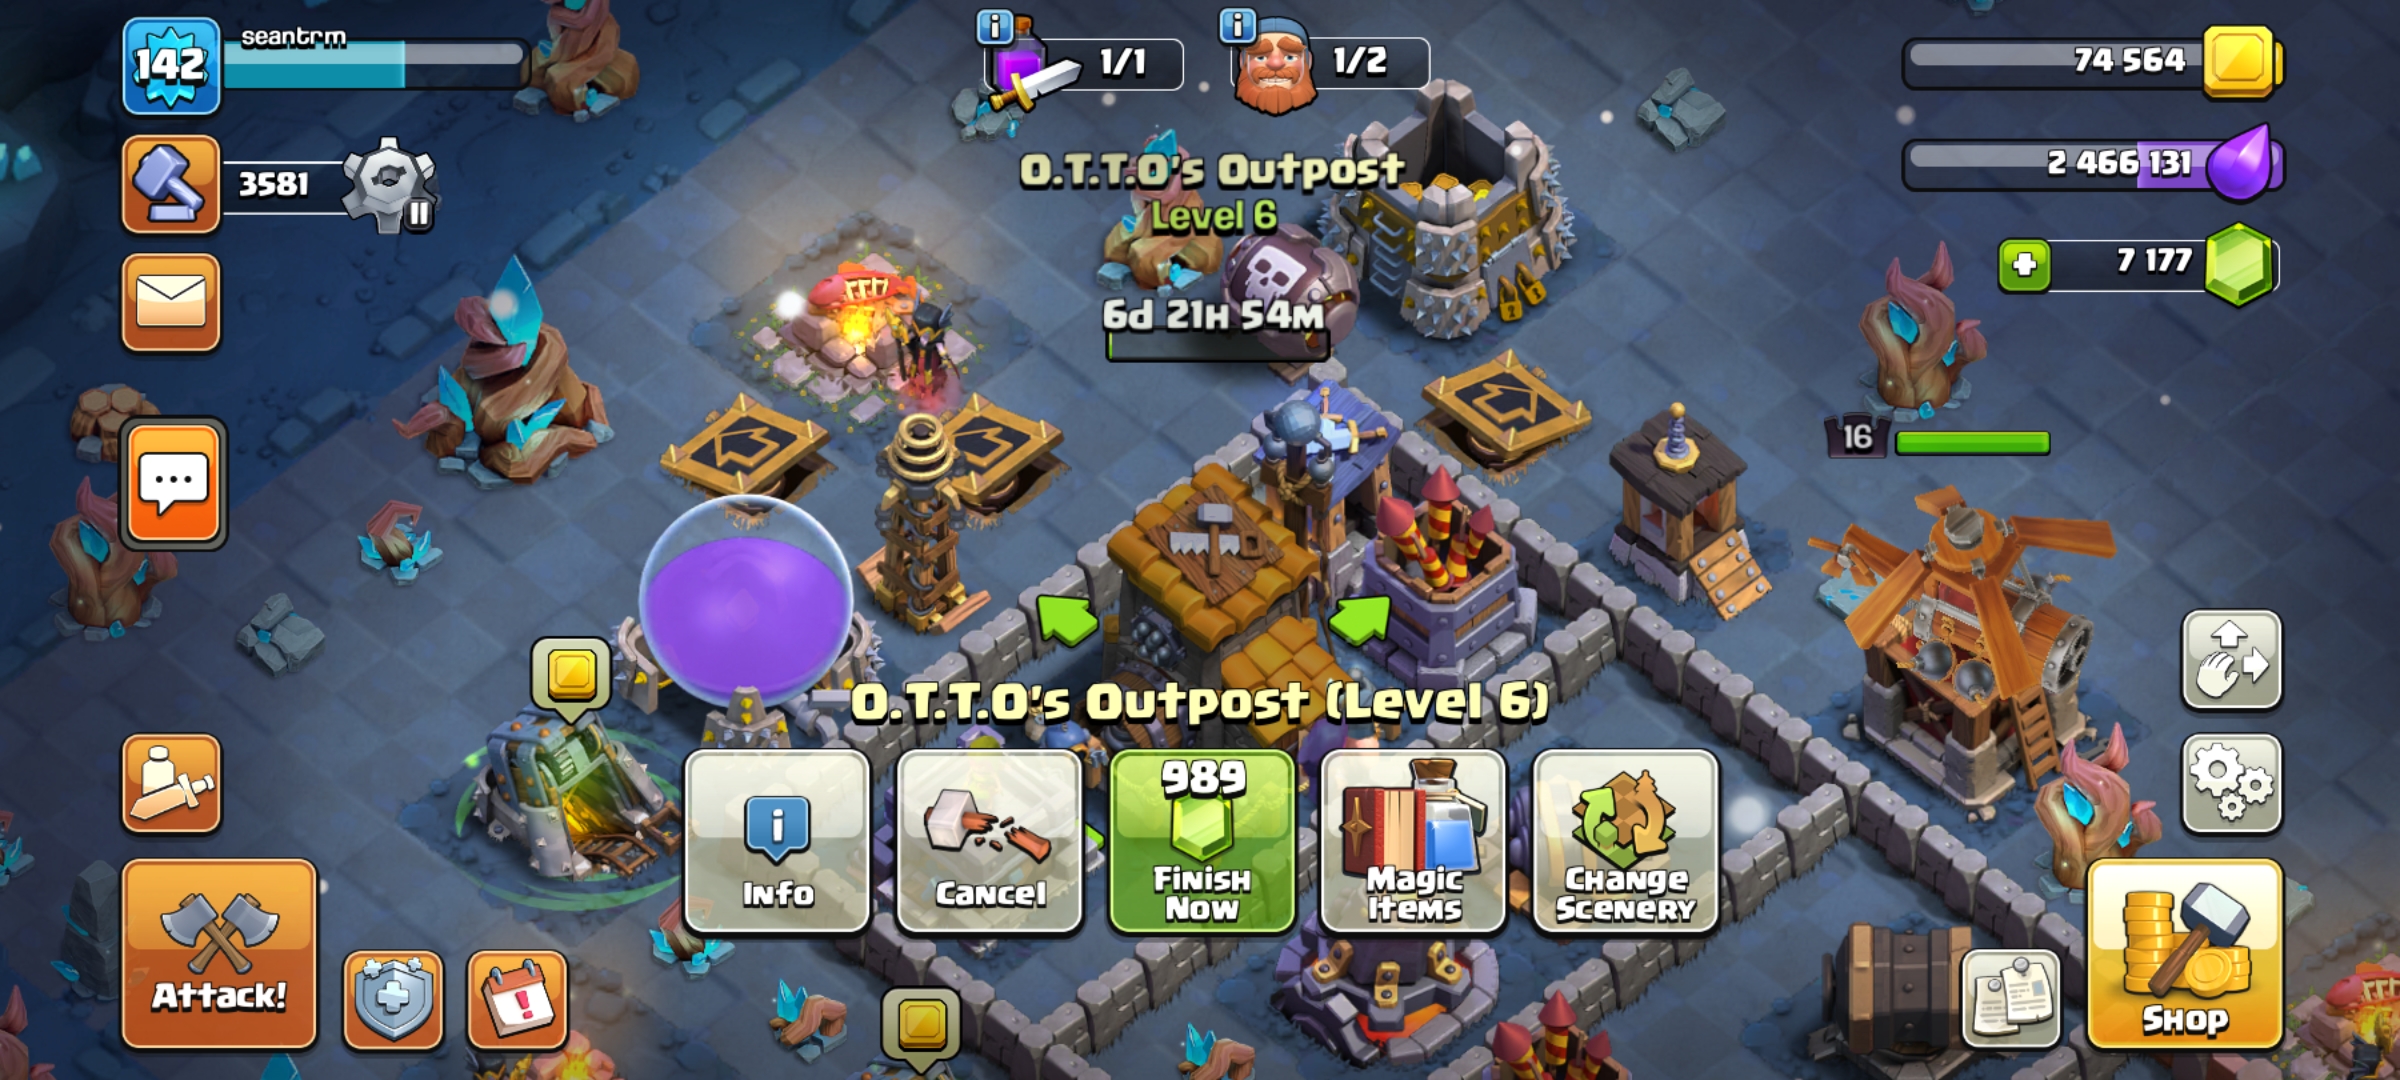 142
seantrm
1/1
1/2
74 564
3581
2 466 131
7 177
O.T.T.O's Outpost
Level 6
6d 21H 54M
16
O.T.T.O's Outpost (Level 6)
989
Info
Cancel
Finish
Now
Magic
Items
Change
Scenery
Attack!
Shop